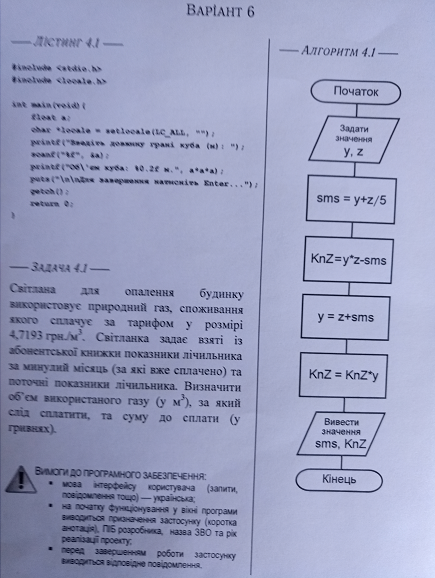 ВАРІАНТ 6
ЛІСТИНГ 4.1
#include <stdio.h>
#include <locale.h>
int main(void){
float a;
char *locale = setlocale(LC_ALL, "");
printf("Введіть довжину грані куба (м): ");
scanf("%f", &a);
printf("Об\'єм куба: %0.2f м.", a*a*a);
puts("\n\nДля завершення натисніть Enter...");
getch();
return 0;
}
ЗАДАЧА 4.1
Світлана для опалення будинку
використовує природний газ, споживання
якого сплачує за тарифом у розмірі
4,7193 грн./м³. Світланка задає взяті із
абонентської книжки показники лічильника
за минулий місяць (за які вже сплачено) та
поточні показники лічильника. Визначити
об'єм використаного газу (у м³), за який
слід сплатити, та суму до сплати (у
гривнях).
ВИМОГИ ДО ПРОГРАМНОГО ЗАБЕЗПЕЧЕННЯ:
▪ мова інтерфейсу користувача (запити,
повідомлення тощо) — українська;
▪ на початку функціонування у вікні програми
виводиться призначення застосунку (коротка
анотація), ПІБ розробника, назва ЗВО та рік
реалізації проекту;
▪ перед завершенням роботи застосунку
виводиться відповідне повідомлення.
АЛГОРИТМ 4.1
Початок
Задати
значення
y, z
sms = y+z/5
KnZ=y*z-sms
y = z+sms
KnZ = KnZ*y
Вивести
значення
sms, KnZ
Кінець